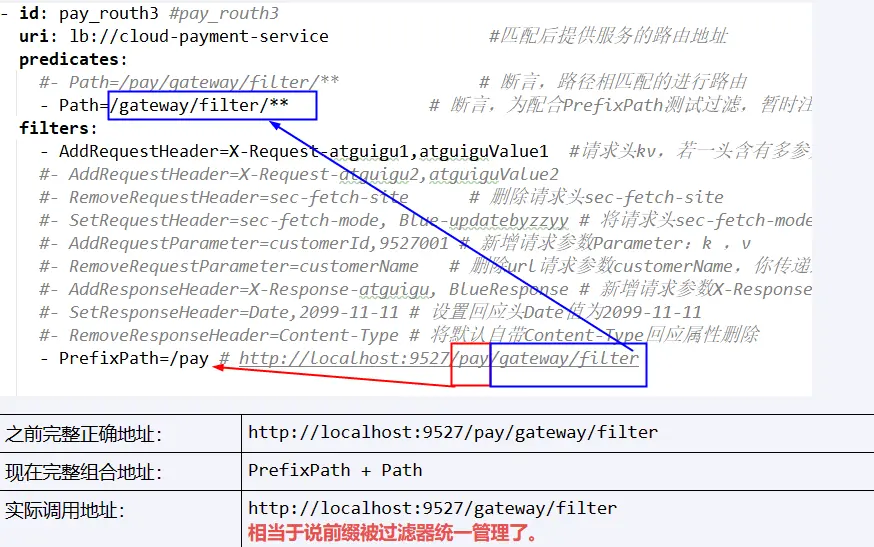 - id: pay_routh3 #pay_routh3
uri: lb://cloud-payment-service #匹配后提供服务的路由地址
predicates:
#- Path=/pay/gateway/filter/** # 断言，路径相匹配的进行路由
- Path=/gateway/filter/** # 断言，为配合PrefixPath测试过滤，暂时注
filters:
- AddRequestHeader=X-Request-atguigu1,atguiguValue1 #请求头kv，若一头含有多参
#- AddRequestHeader=X-Request-atguigu2,atguiguValue2
#- RemoveRequestHeader=sec-fetch-site # 删除请求头sec-fetch-site
#- SetRequestHeader=sec-fetch-mode, Blue-updatebyzzyy # 将请求头sec-fetch-mode
#- AddRequestParameter=customerId,9527001 # 新增请求参数Parameter：k ，v
#- RemoveRequestParameter=customerName # 删除url请求参数customerName，你传递
#- AddResponseHeader=X-Response-atguigu, BlueResponse # 新增请求参数X-Response
#- SetResponseHeader=Date,2099-11-11 # 设置回应头Date值为2099-11-11
#- RemoveResponseHeader=Content-Type # 将默认自带Content-Type回应属性删除
- PrefixPath=/pay # http://localhost:9527/pay/gateway/filter
之前完整正确地址： http://localhost:9527/pay/gateway/filter
现在完整组合地址： PrefixPath + Path
实际调用地址： http://localhost:9527/gateway/filter
相当于说前缀被过滤器统一管理了。